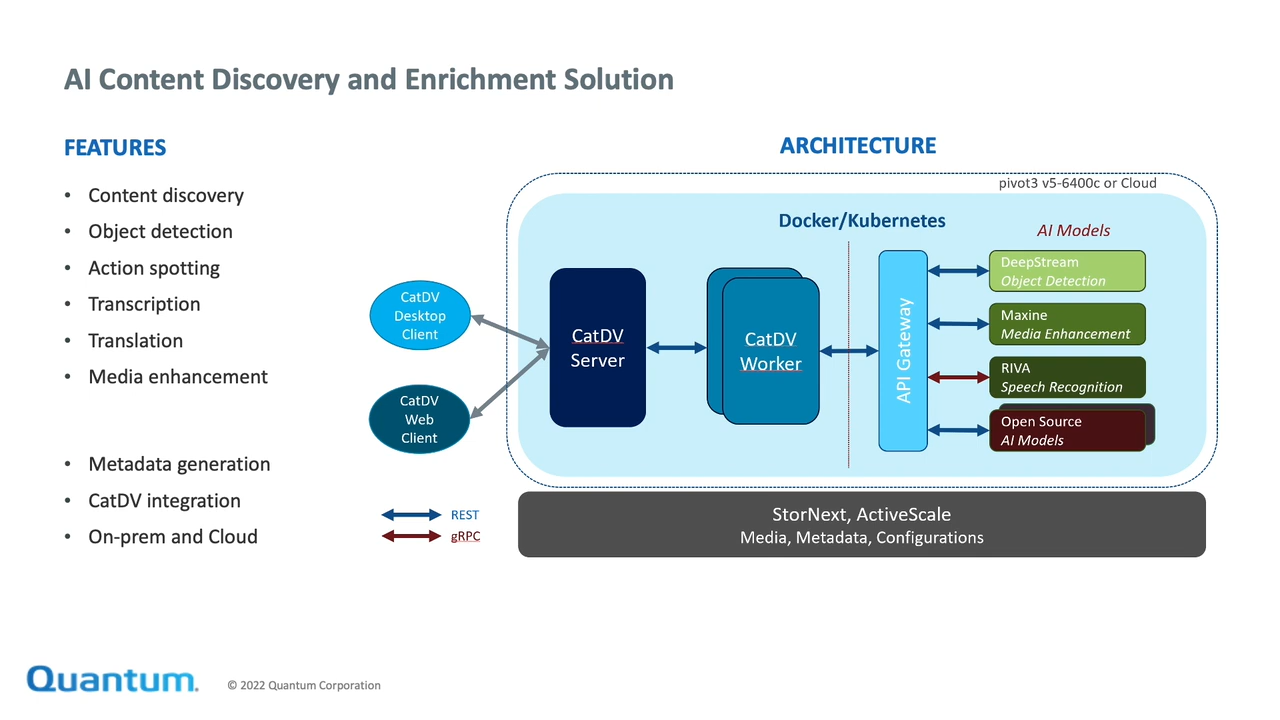 AI Content Discovery and Enrichment Solution
FEATURES
• Content discovery
• Object detection
• Action spotting
• Transcription
• Translation
• Media enhancement
• Metadata generation
• CatDV integration
• On-prem and Cloud
ARCHITECTURE
pivot3 v5-6400c or Cloud
Docker/Kubernetes
AI Models
CatDV
Desktop
Client
CatDV
Web
Client
CatDV
Server
CatDV
Worker
API Gateway
DeepStream
Object Detection
Maxine
Media Enhancement
RIVA
Speech Recognition
Open Source
AI Models
REST
gRPC
StorNext, ActiveScale
Media, Metadata, Configurations
Quantum.
© 2022 Quantum Corporation